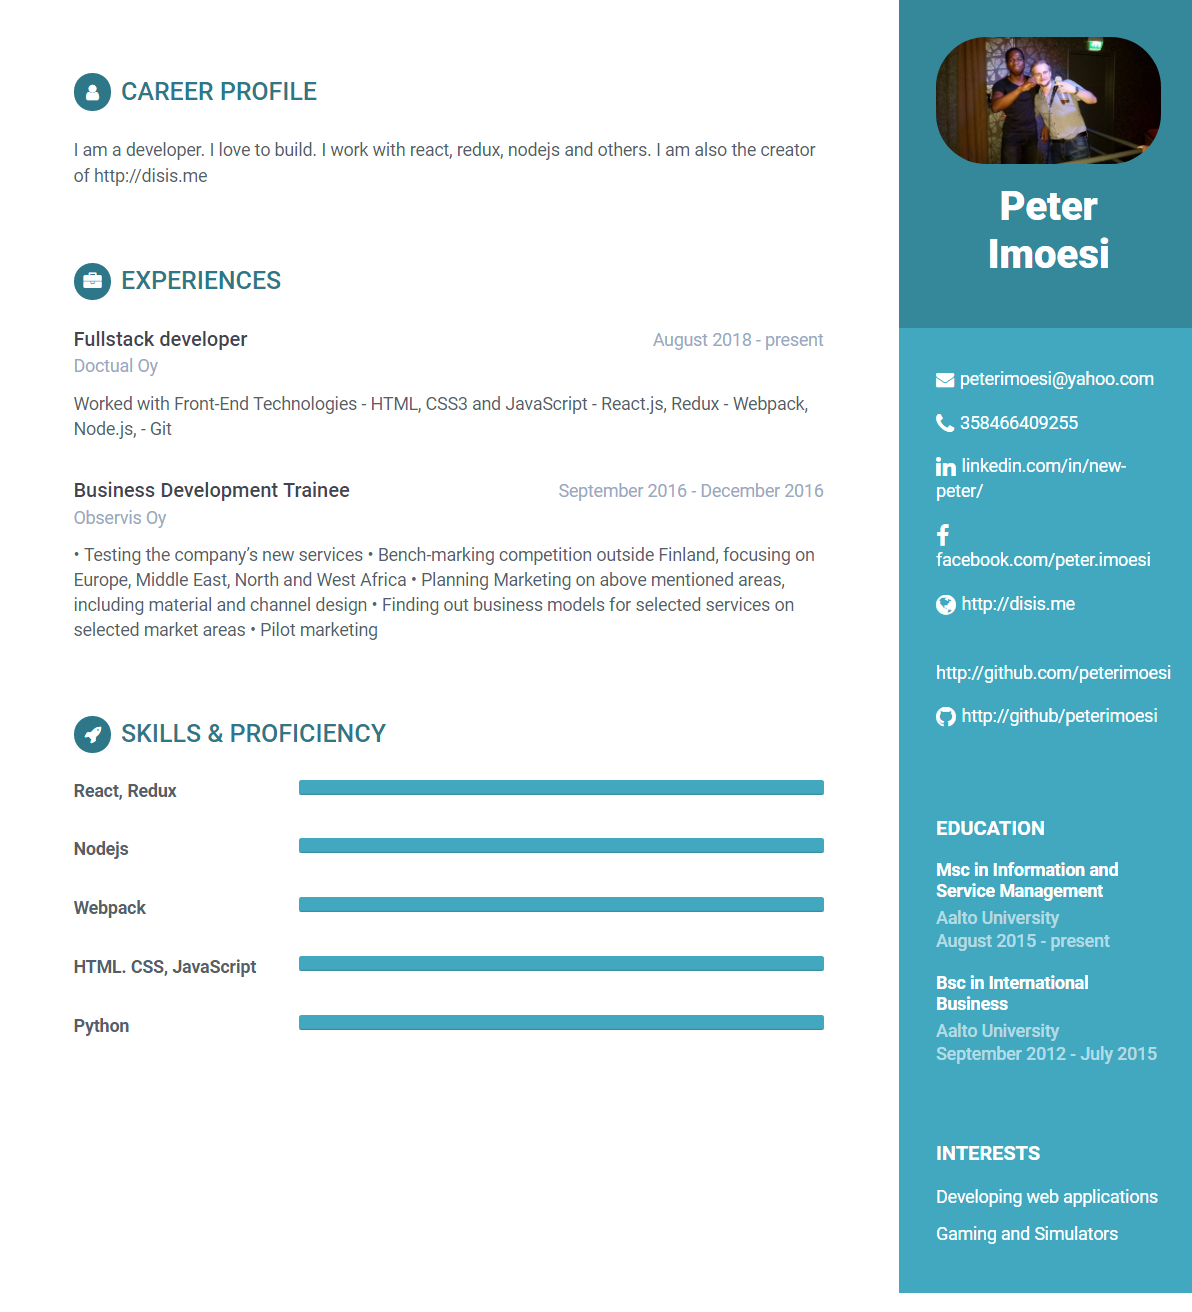 CAREER PROFILE
I am a developer. I love to build. I work with react, redux, nodejs and others. I am also the creator
of http://disis.me
EXPERIENCES
Fullstack developer
August 2018 - present
Doctual Oy
Worked with Front-End Technologies - HTML, CSS3 and JavaScript - React.js, Redux - Webpack,
Node.js, - Git
Business Development Trainee
September 2016 - December 2016
Observis Oy
• Testing the company’s new services • Bench-marking competition outside Finland, focusing on
Europe, Middle East, North and West Africa • Planning Marketing on above mentioned areas,
including material and channel design • Finding out business models for selected services on
selected market areas • Pilot marketing
SKILLS & PROFICIENCY
React, Redux
Nodejs
Webpack
HTML. CSS, JavaScript
Python
Peter
Imoesi
peterimoesi@yahoo.com
358466409255
linkedin.com/in/new-
peter/
facebook.com/peter.imoesi
http://disis.me
http://github.com/peterimoesi
http://github/peterimoesi
EDUCATION
Msc in Information and
Service Management
Aalto University
August 2015 - present
Bsc in International
Business
Aalto University
September 2012 - July 2015
INTERESTS
Developing web applications
Gaming and Simulators